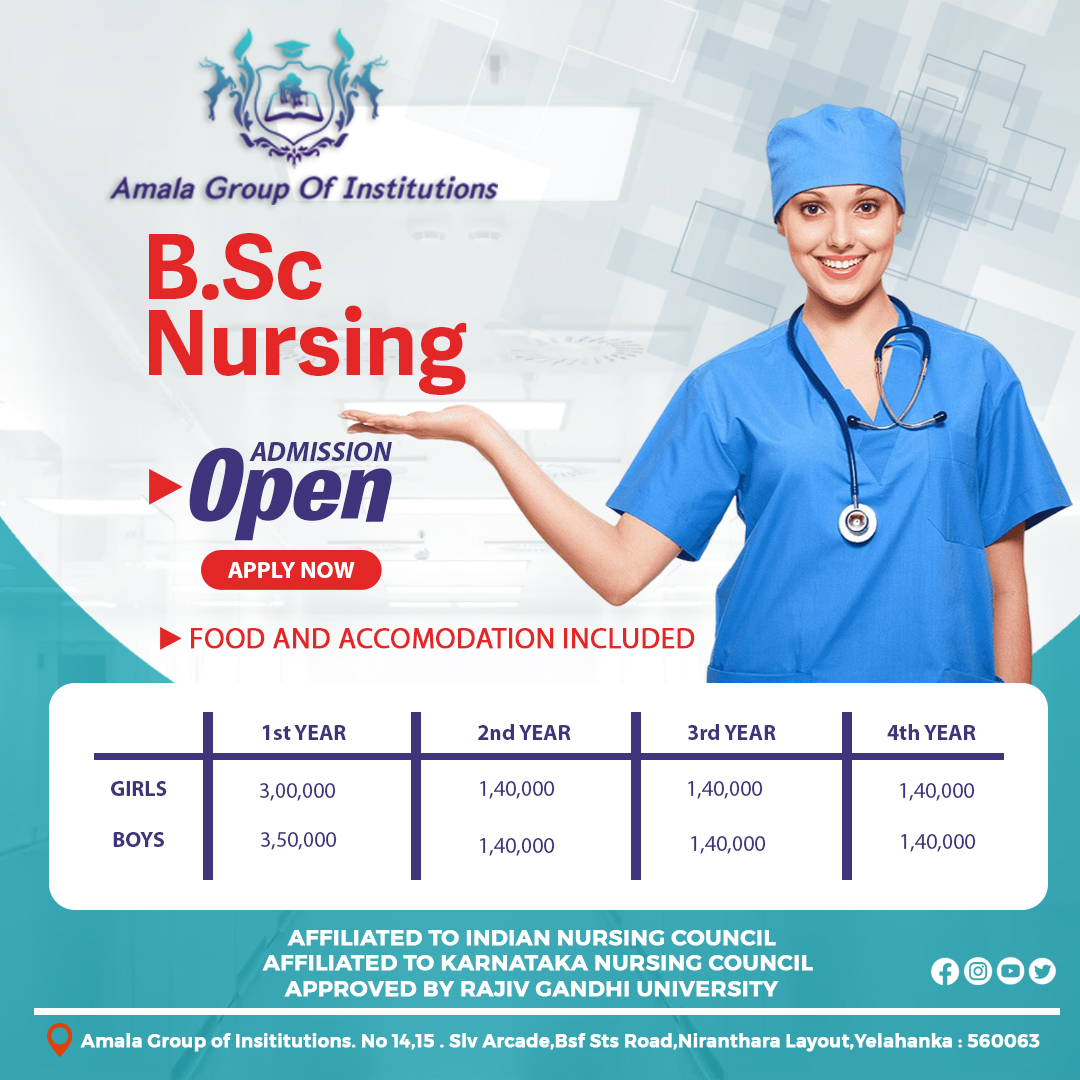 Amala Group Of Institutions
B.Sc
Nursing
ADMISSION
Open
APPLY NOW
FOOD AND ACCOMODATION INCLUDED
1st YEAR 2nd YEAR 3rd YEAR 4th YEAR
GIRLS 3,00,000 1,40,000 1,40,000 1,40,000
BOYS 3,50,000 1,40,000 1,40,000 1,40,000
AFFILIATED TO INDIAN NURSING COUNCIL
AFFILIATED TO KARNATAKA NURSING COUNCIL
APPROVED BY RAJIV GANDHI UNIVERSITY
Amala Group of Insititutions. No 14,15 . Slv Arcade,Bsf Sts Road,Niranthara Layout,Yelahanka : 560063